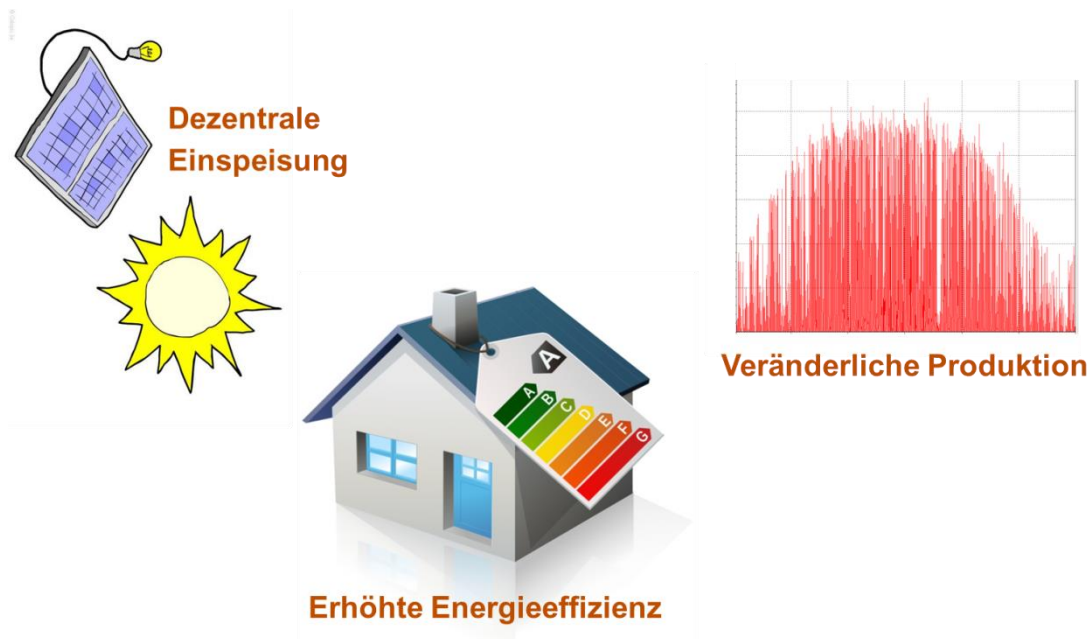 Dezentrale
Einspeisung
Veränderliche Produktion
A
A
B
C
D
E
F
G
Erhöhte Energieeffizienz